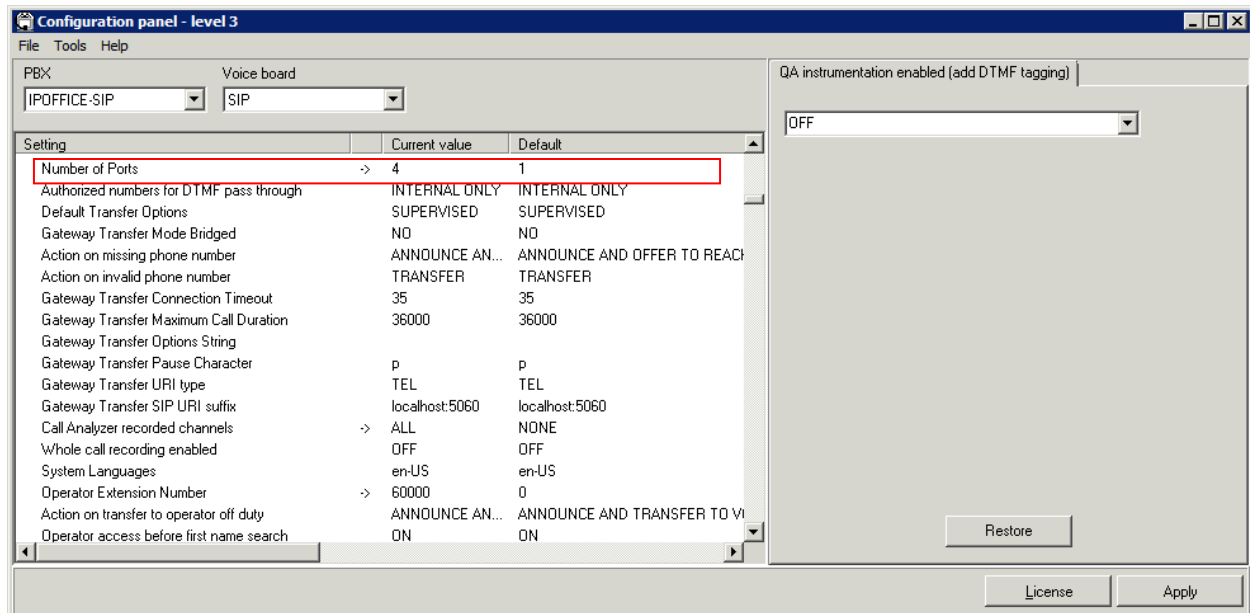 Configuration panel - level 3
File Tools Help
PBX Voice board
IPOFFICE-SIP SIP
Setting Current value Default
Number of Ports -> 4 1
Authorized numbers for DTMF pass through INTERNAL ONLY INTERNAL ONLY
Default Transfer Options SUPERVISED SUPERVISED
Gateway Transfer Mode Bridged NO NO
Action on missing phone number ANNOUNCE AN... ANNOUNCE AND OFFER TO REACH
Action on invalid phone number TRANSFER TRANSFER
Gateway Transfer Connection Timeout 35 35
Gateway Transfer Maximum Call Duration 36000 36000
Gateway Transfer Options String
Gateway Transfer Pause Character p p
Gateway Transfer URI type TEL TEL
Gateway Transfer SIP URI suffix localhost:5060 localhost:5060
Call Analyzer recorded channels -> ALL NONE
Whole call recording enabled OFF OFF
System Languages en-US en-US
Operator Extension Number -> 60000 0
Action on transfer to operator off duty ANNOUNCE AN... ANNOUNCE AND TRANSFER TO
Operator access before first name search ON ON
QA instrumentation enabled (add DTMF tagging)
OFF
Restore
License Apply